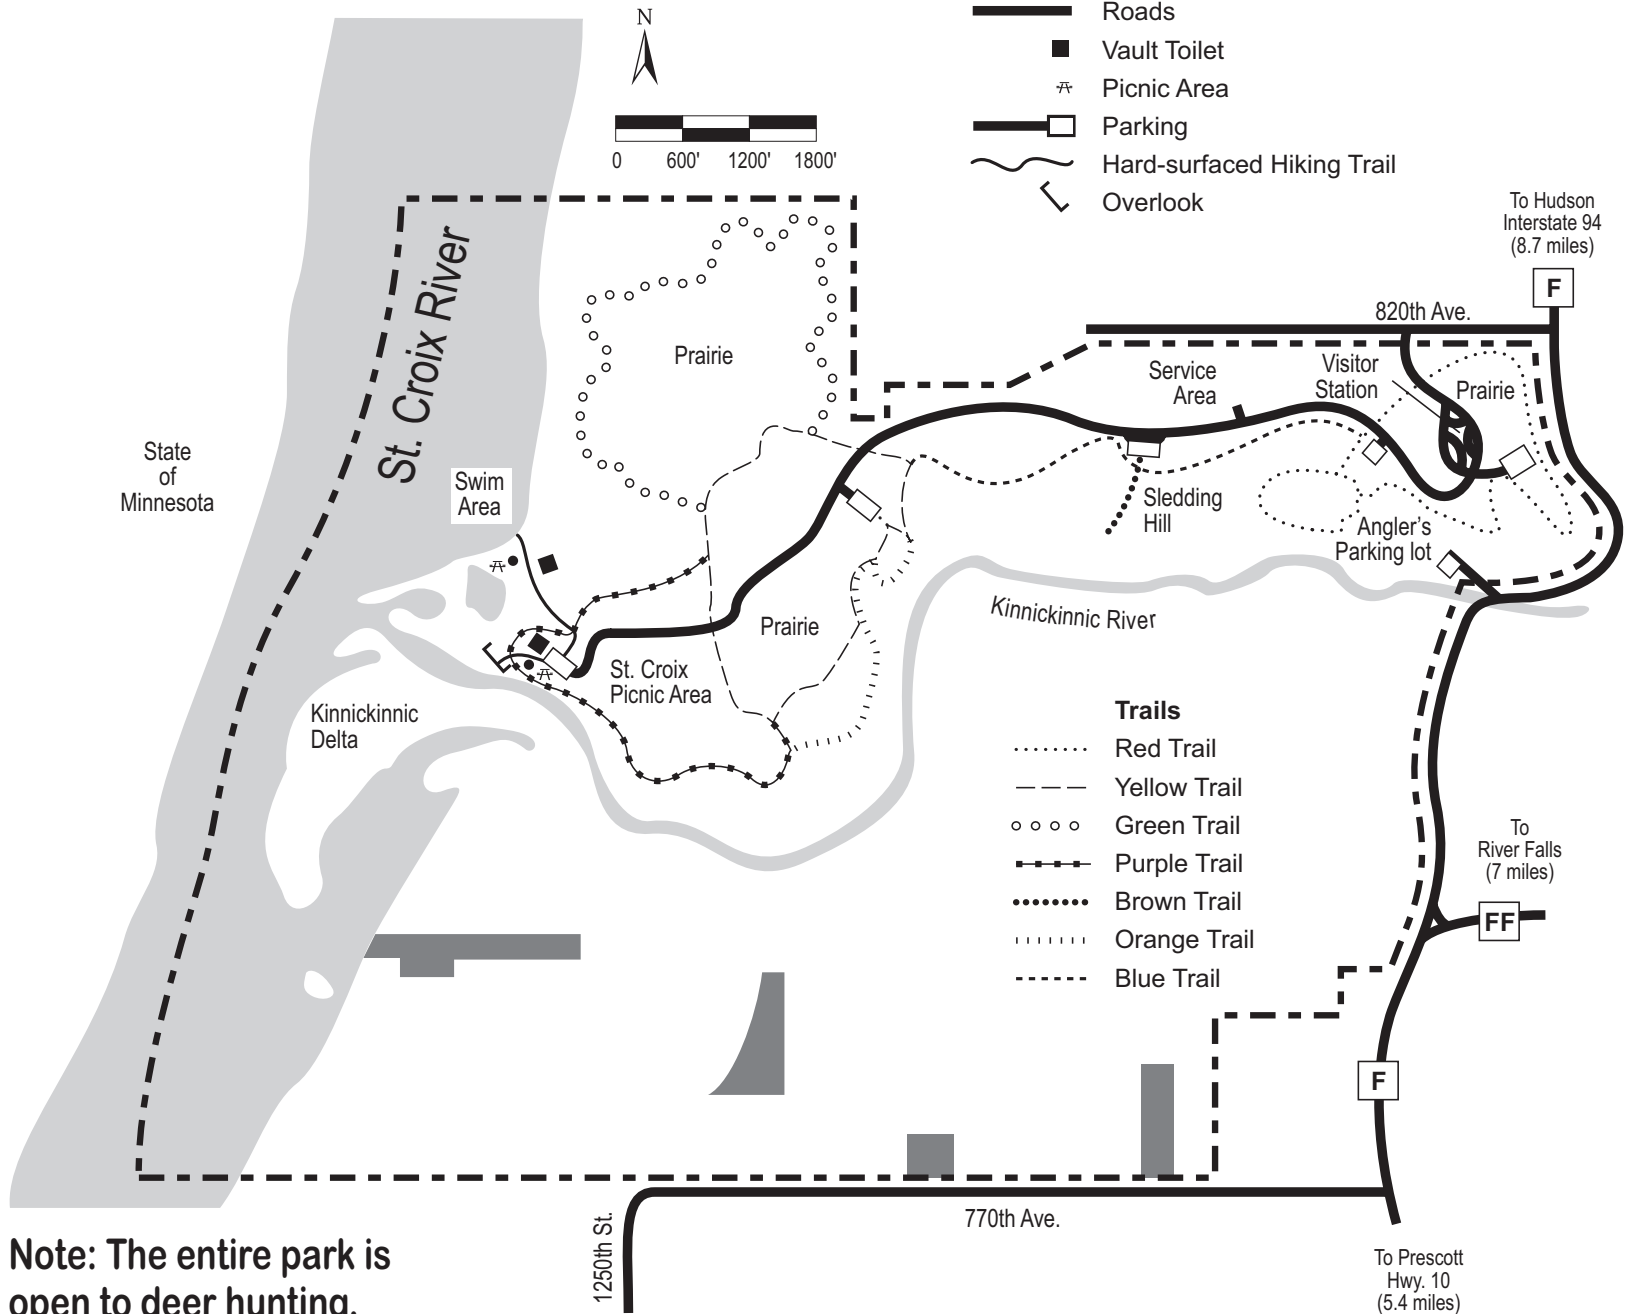 N
0 600' 1200' 1800'
Roads
Vault Toilet
Picnic Area
Parking
Hard-surfaced Hiking Trail
Overlook
To Hudson
Interstate 94
(8.7 miles)
F
820th Ave.
St. Croix River
Prairie
Service
Area
Visitor
Station
Prairie
State
of
Minnesota
Swim
Area
Sledding
Hill
Angler's
Parking lot
Kinnickinnic River
Prairie
St. Croix
Picnic Area
Kinnickinnic
Delta
Trails
Red Trail
Yellow Trail
Green Trail
Purple Trail
Brown Trail
Orange Trail
Blue Trail
To
River Falls
(7 miles)
FF
F
770th Ave.
1250th St.
To Prescott
Hwy. 10
(5.4 miles)
Note: The entire park is
open to deer hunting.